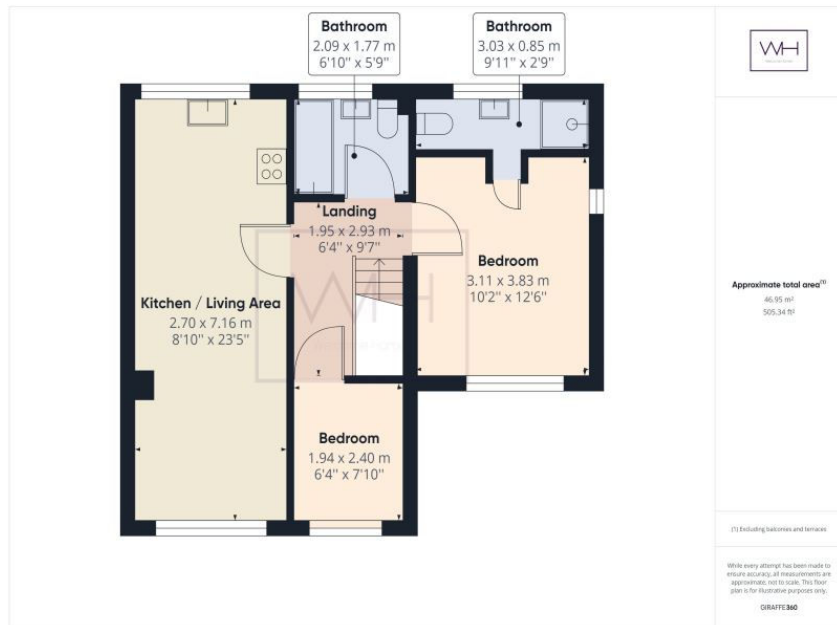 Bathroom
2.09 x 1.77 m
6'10" x 5'9"
Bathroom
3.03 x 0.85 m
9'11" x 2'9"
Landing
1.95 x 2.93 m
6'4" x 9'7"
Bedroom
3.11 x 3.83 m
10'2" x 12'6"
Kitchen / Living Area
2.70 x 7.16 m
8'10" x 23'5"
Bedroom
1.94 x 2.40 m
6'4" x 7'10"
WH
WH
Approximate total area(1)
46.95 m²
505.34 ft²
(1) Excluding balconies and terraces
While every attempt has been made to
ensure accuracy, all measurements are
approximate, not to scale. This floor
plan is for illustrative purposes only.
GIRAFFE360